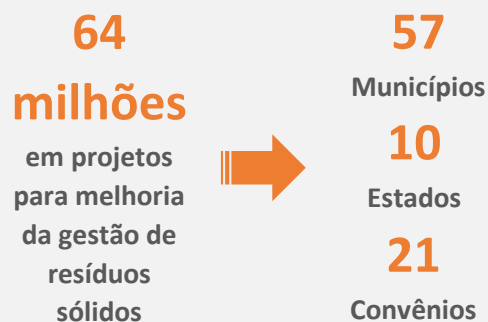 64
milhões
em projetos
para melhoria
da gestão de
resíduos
sólidos
57
Municípios
10
Estados
21
Convênios